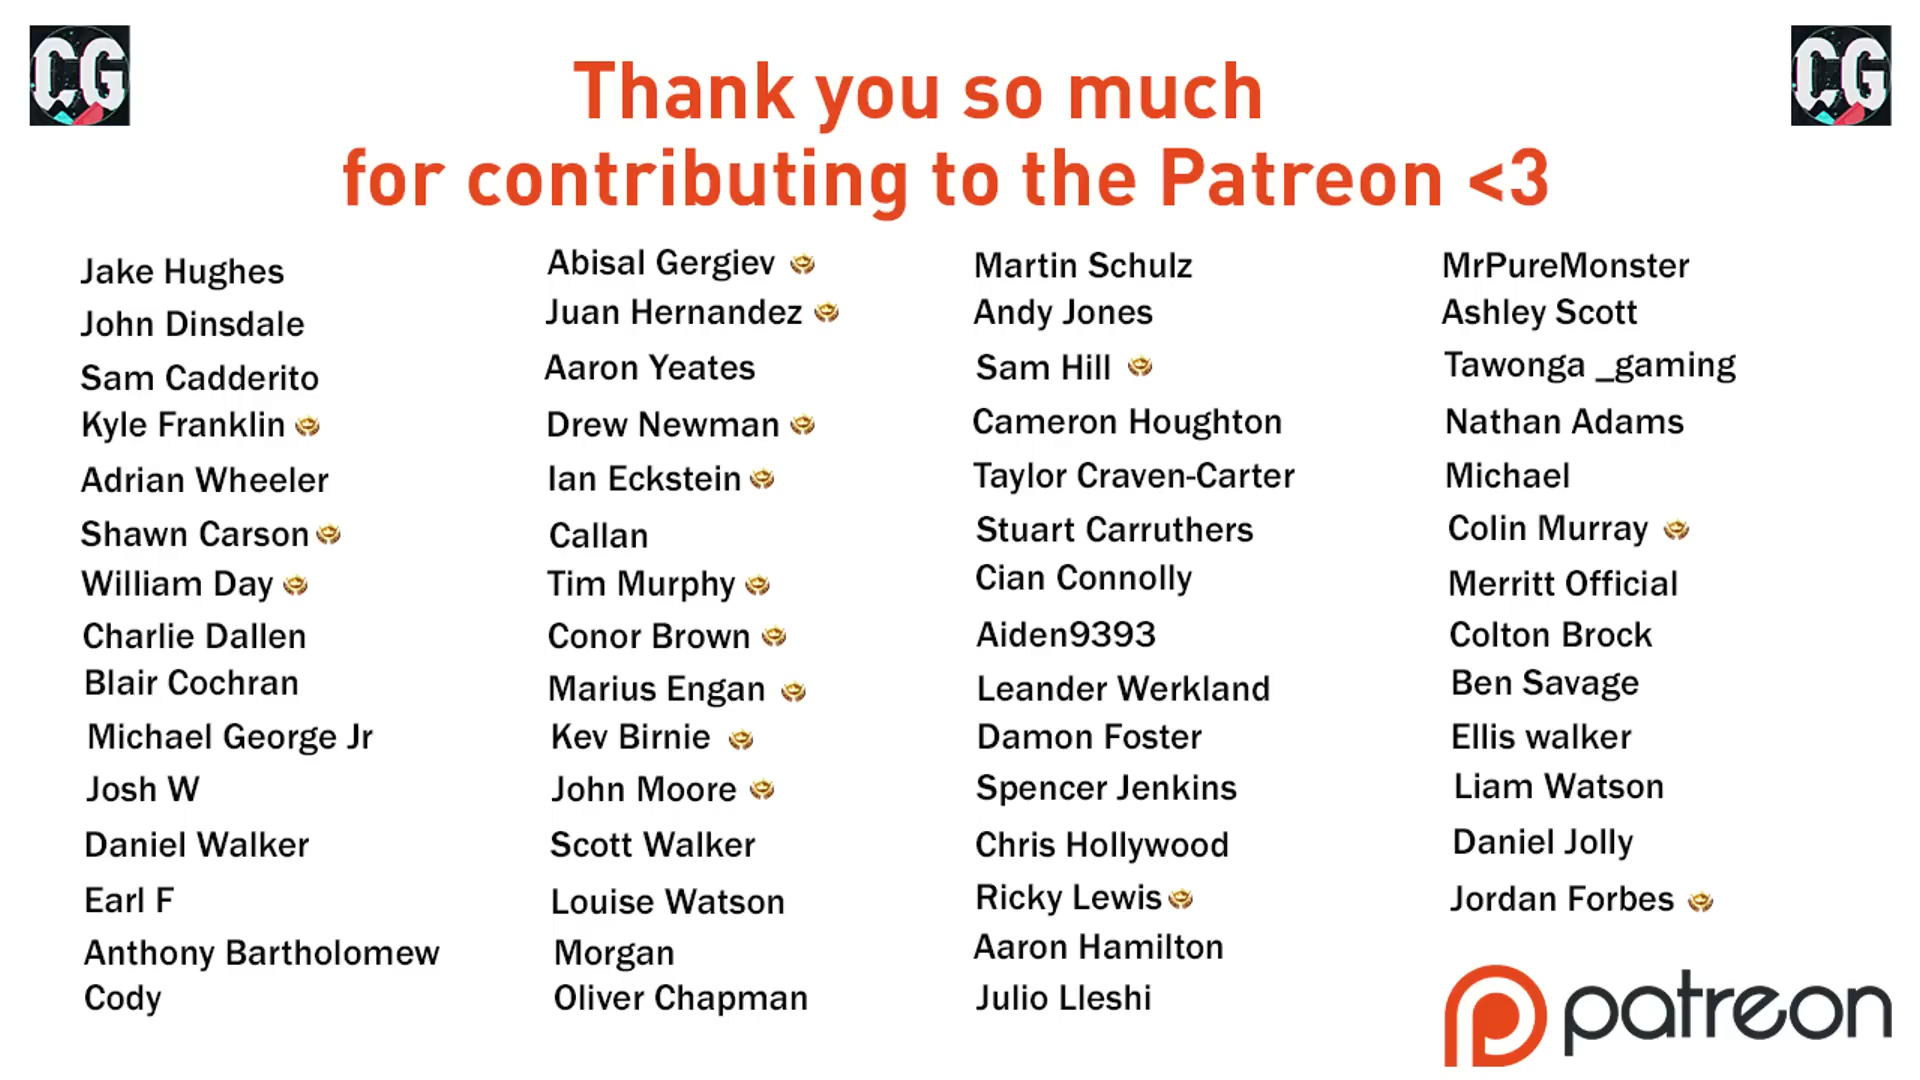 CG
CG
Thank you so much
for contributing to the Patreon <3
Jake Hughes
John Dinsdale
Sam Cadderito
Kyle Franklin
Adrian Wheeler
Shawn Carson
William Day
Charlie Dallen
Blair Cochran
Michael George Jr
Josh W
Daniel Walker
Earl F
Anthony Bartholomew
Cody
Abisal Gergiev
Juan Hernandez
Aaron Yeates
Drew Newman
Ian Eckstein
Callan
Tim Murphy
Conor Brown
Marius Engan
Kev Birnie
John Moore
Scott Walker
Louise Watson
Morgan
Oliver Chapman
Martin Schulz
Andy Jones
Sam Hill
Cameron Houghton
Taylor Craven-Carter
Stuart Carruthers
Cian Connolly
Aiden9393
Leander Werkland
Damon Foster
Spencer Jenkins
Chris Hollywood
Ricky Lewis
Aaron Hamilton
Julio Lleshi
MrPureMonster
Ashley Scott
Tawonga _gaming
Nathan Adams
Michael
Colin Murray
Merritt Official
Colton Brock
Ben Savage
Ellis walker
Liam Watson
Daniel Jolly
Jordan Forbes
patreon